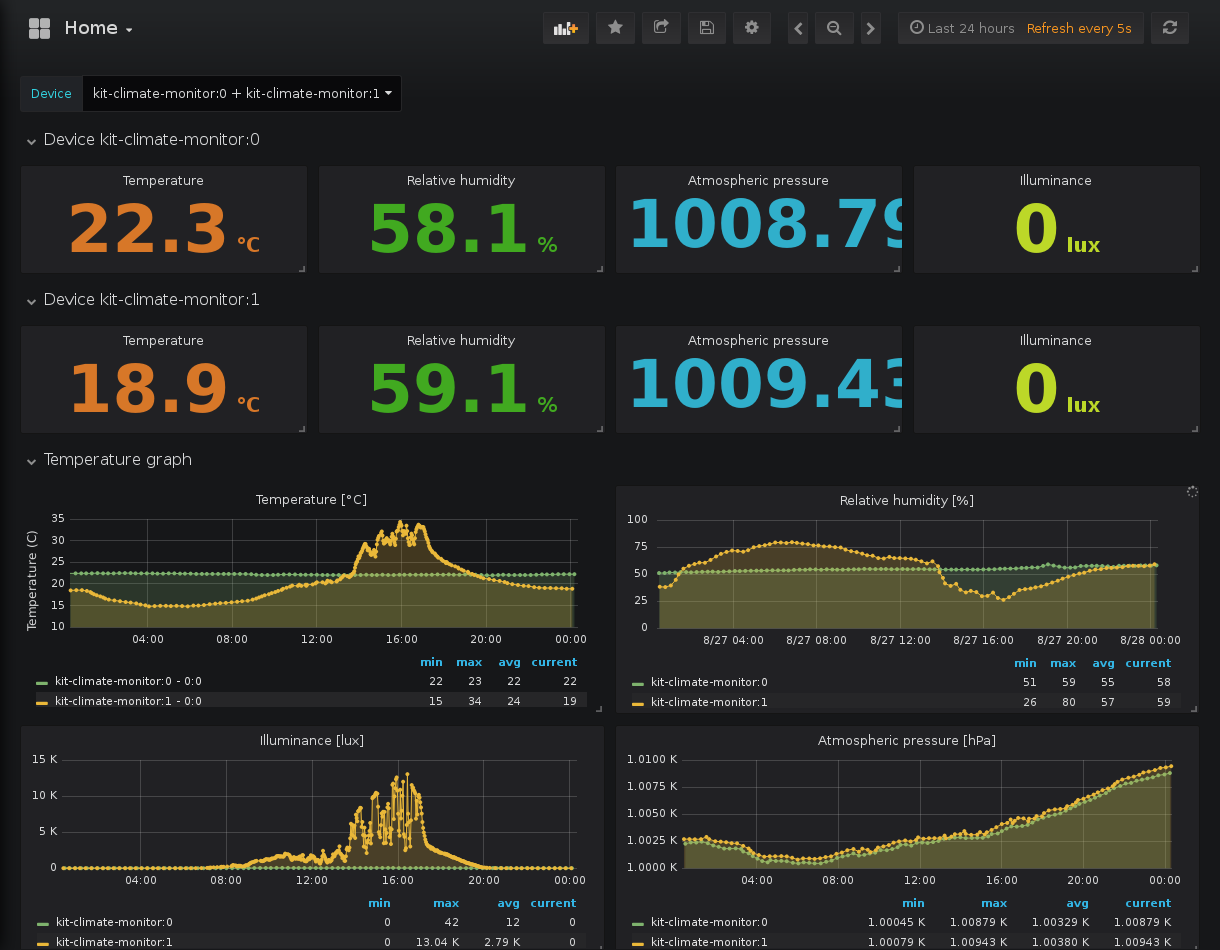 Home
Last 24 hours Refresh every 5s
Device kit-climate-monitor:0 + kit-climate-monitor:1
Device kit-climate-monitor:0
Temperature Relative humidity Atmospheric pressure Illuminance
22.3 °C 58.1 % 1008.79 0 lux
Device kit-climate-monitor:1
Temperature Relative humidity Atmospheric pressure Illuminance
18.9 °C 59.1 % 1009.43 0 lux
Temperature graph
Temperature [°C]
Temperature (C)
35
30
25
20
15
10
04:00 08:00 12:00 16:00 20:00 00:00
min max avg current
kit-climate-monitor:0 - 0:0 22 23 22 22
kit-climate-monitor:1 - 0:0 15 34 24 19
Relative humidity [%]
100
75
50
25
0
8/27 04:00 8/27 08:00 8/27 12:00 8/27 16:00 8/27 20:00 8/28 00:00
min max avg current
kit-climate-monitor:0 51 59 55 58
kit-climate-monitor:1 26 80 57 59
Illuminance [lux]
15 K
10 K
5 K
0
04:00 08:00 12:00 16:00 20:00 00:00
min max avg current
kit-climate-monitor:0 0 42 12 0
kit-climate-monitor:1 0 13.04 K 2.79 K 0
Atmospheric pressure [hPa]
1.0100 K
1.0075 K
1.0050 K
1.0025 K
1.0000 K
04:00 08:00 12:00 16:00 20:00 00:00
min max avg current
kit-climate-monitor:0 1.00045 K 1.00879 K 1.00329 K 1.00879 K
kit-climate-monitor:1 1.00079 K 1.00943 K 1.00380 K 1.00943 K